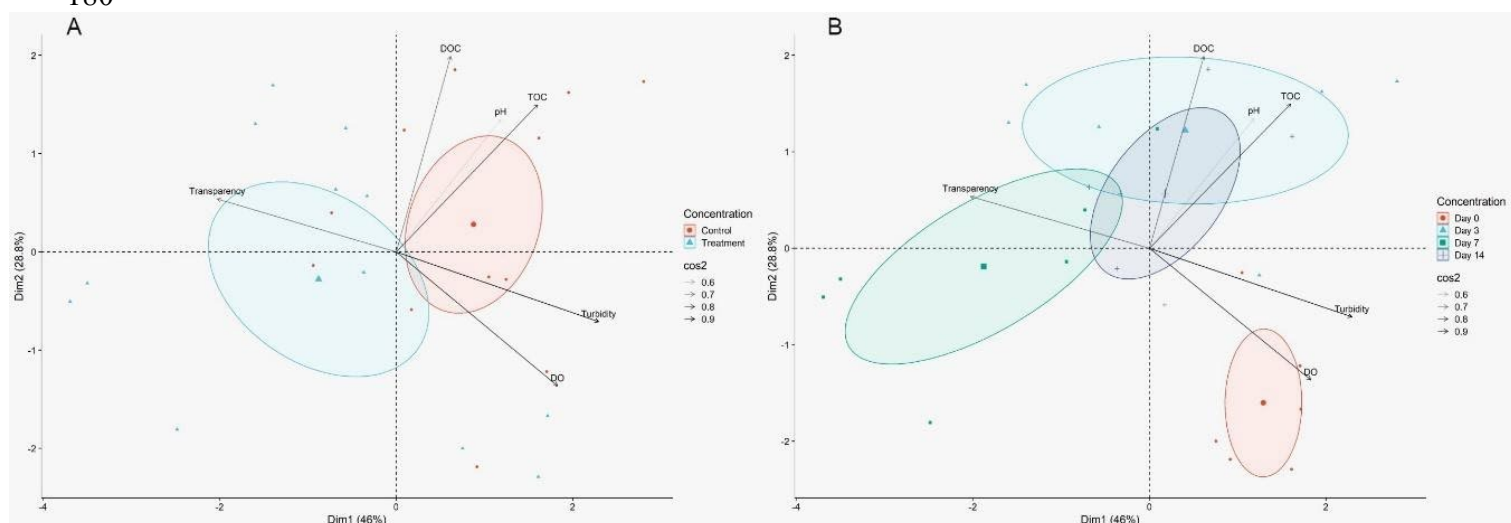 180
A
B
DOC
TOC
pH
Transparency
Turbidity
DO
2
1
0
-1
-2
Dim2 (28.8%)
-4
-2
0
2
Dim1 (46%)
Concentration
Control
Treatment
cos2
0.6
0.7
0.8
0.9
DOC
TOC
pH
Transparency
Turbidity
DO
2
1
0
-1
-2
Dim2 (28.8%)
-4
-2
0
2
Dim1 (46%)
Concentration
Day 0
Day 3
Day 7
Day 14
cos2
0.6
0.7
0.8
0.9